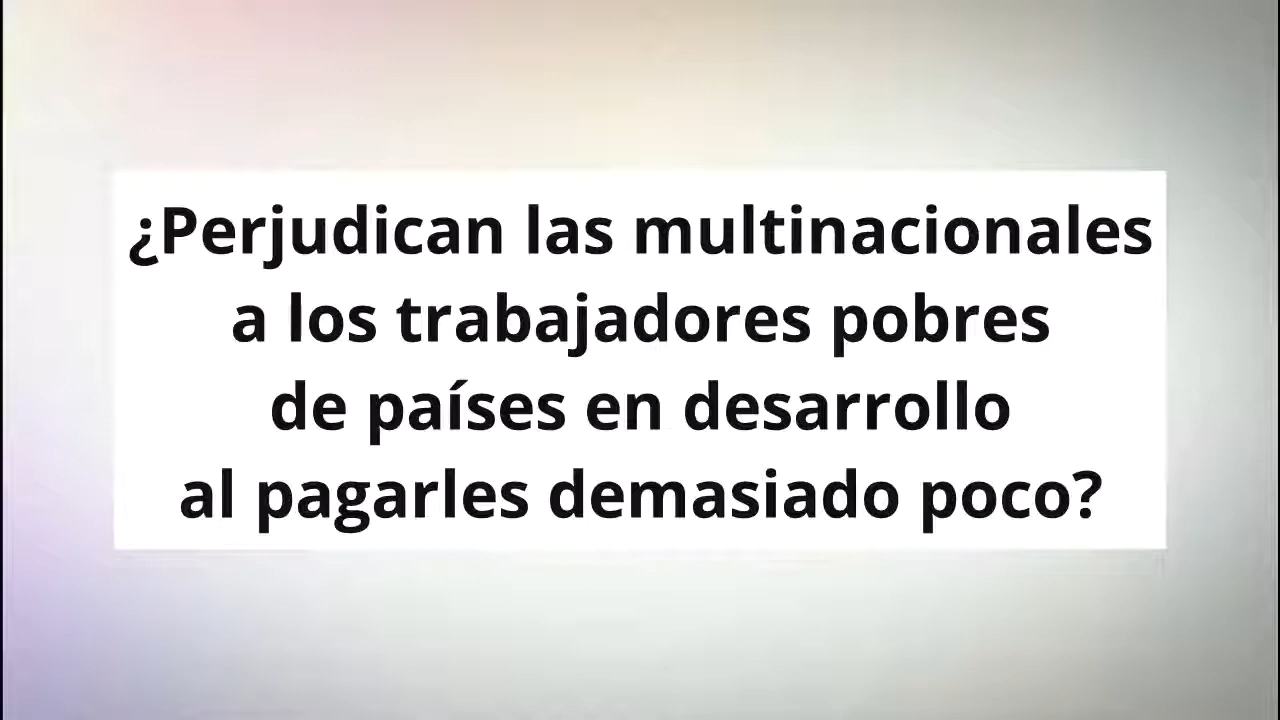 ¿Perjudican las multinacionales
a los trabajadores pobres
de países en desarrollo
al pagarles demasiado poco?